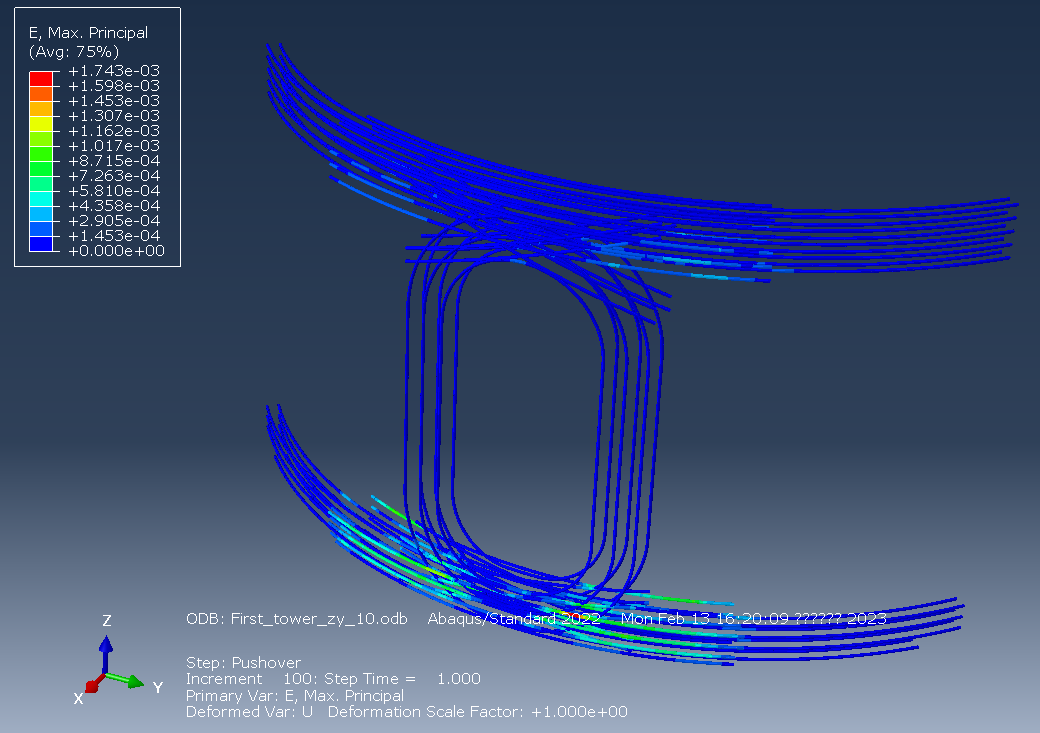 E, Max. Principal
(Avg: 75%)
+1.743e-03
+1.598e-03
+1.453e-03
+1.307e-03
+1.162e-03
+1.017e-03
+8.715e-04
+7.263e-04
+5.810e-04
+4.358e-04
+2.905e-04
+1.453e-04
+0.000e+00
Z
Y
X
ODB: First_tower_zy_10.odb Abaqus/Standard 2022 Mon Feb 13 16:20:09 ?????? 2023
Step: Pushover
Increment 100: Step Time = 1.000
Primary Var: E, Max. Principal
Deformed Var: U Deformation Scale Factor: +1.000e+00